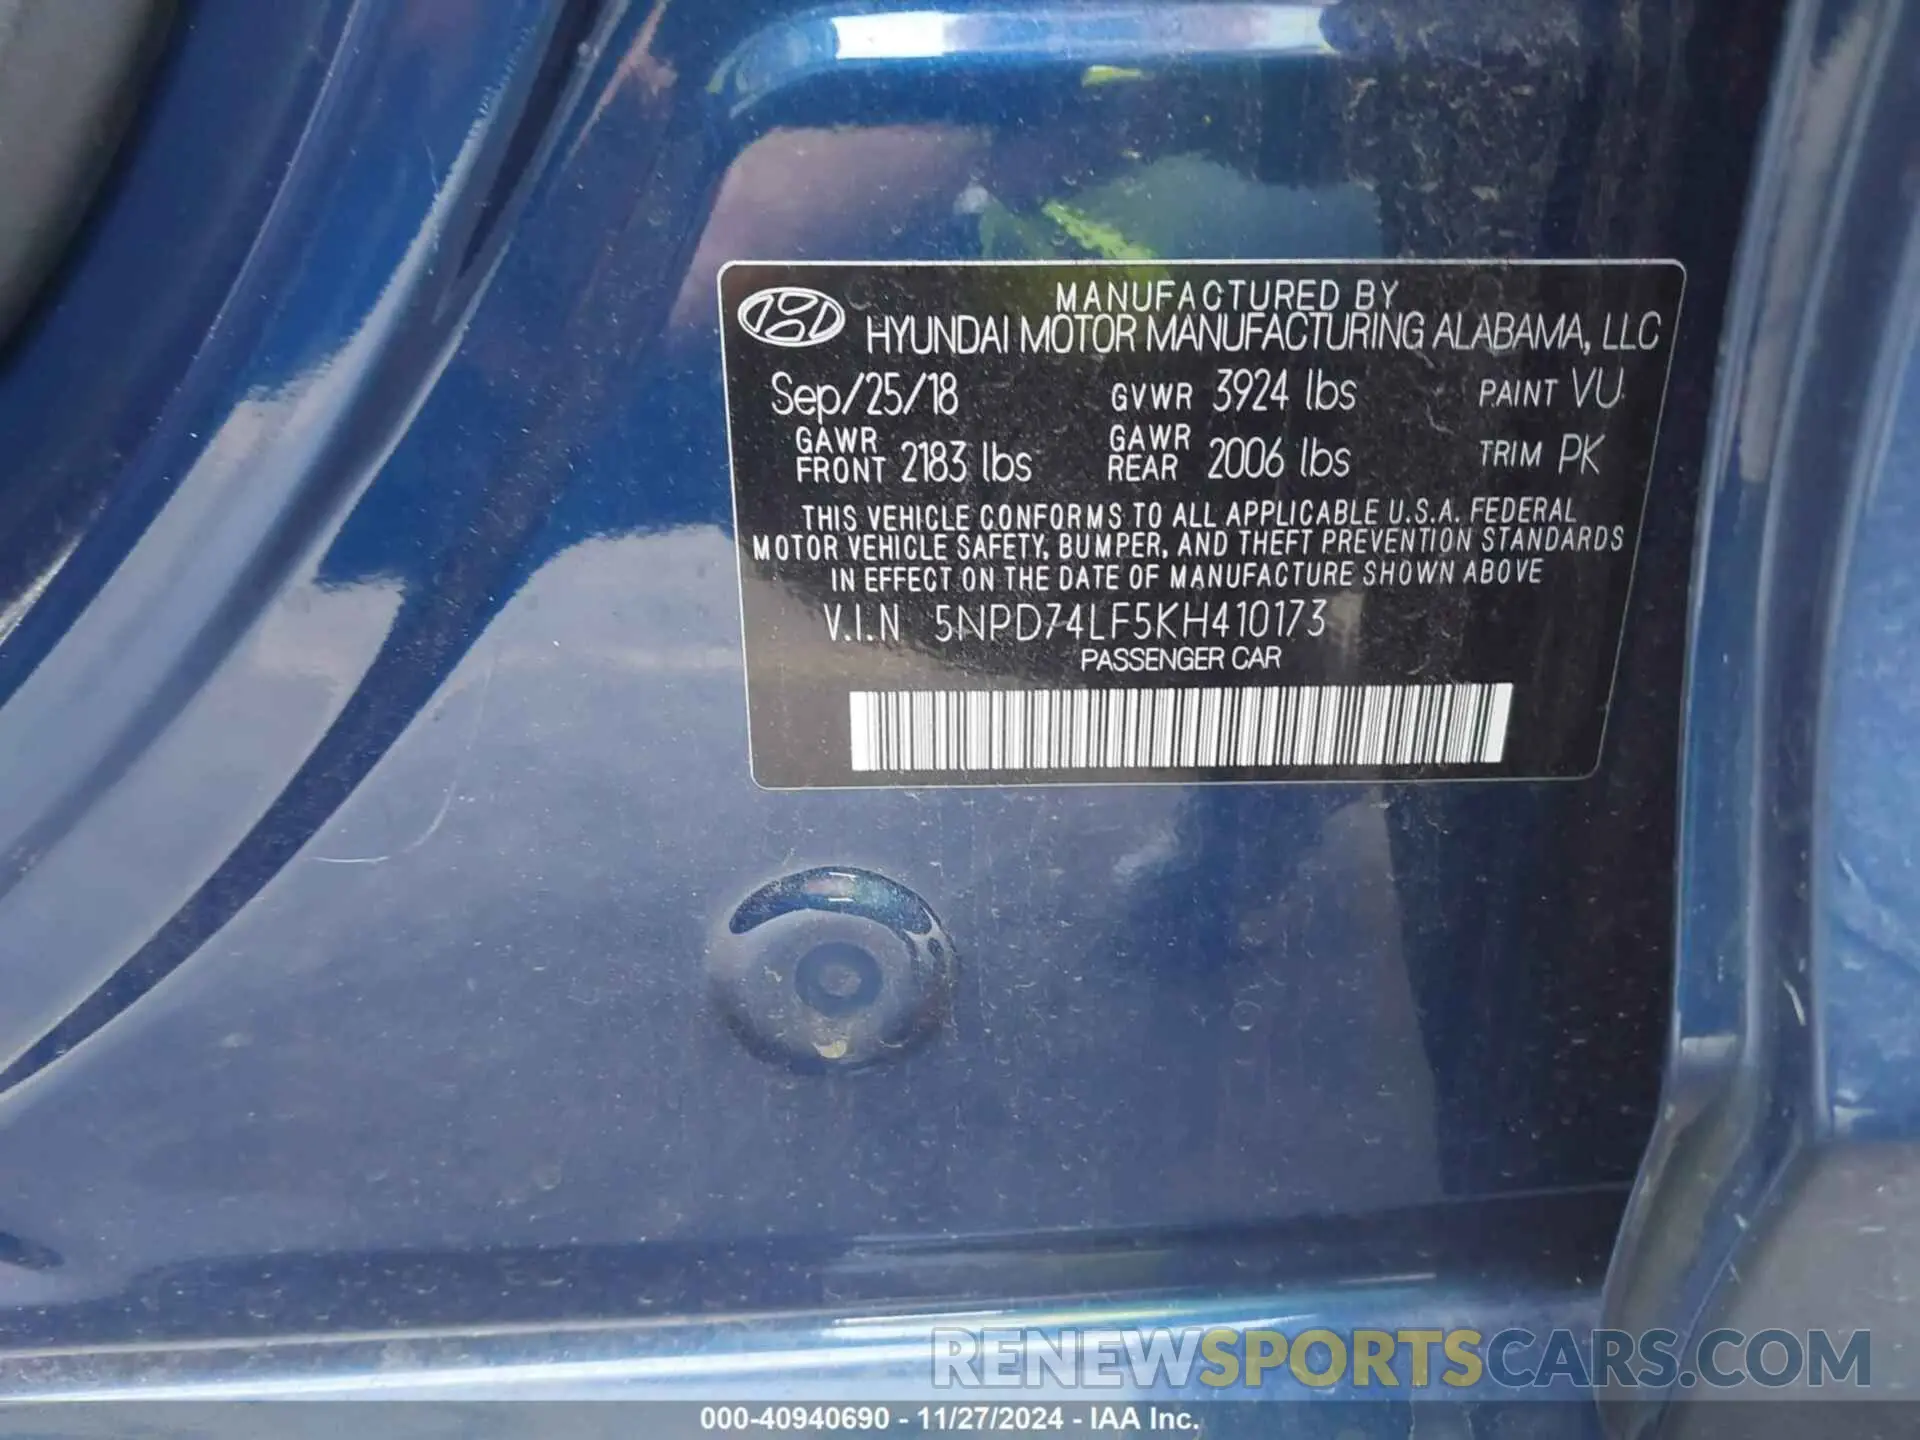 MANUFACTURED BY
HYUNDAI MOTOR MANUFACTURING ALABAMA, LLC
Sep/25/18 GVWR 3924 lbs PAINT VU
GAWR FRONT 2183 lbs GAWR REAR 2006 lbs TRIM PK
THIS VEHICLE CONFORMS TO ALL APPLICABLE U.S.A. FEDERAL
MOTOR VEHICLE SAFETY, BUMPER, AND THEFT PREVENTION STANDARDS
IN EFFECT ON THE DATE OF MANUFACTURE SHOWN ABOVE
V.I.N 5NPD74LF5KH410173
PASSENGER CAR
RENEWSPORTSCARS.COM
000-40940690 - 11/27/2024 - IAA Inc.